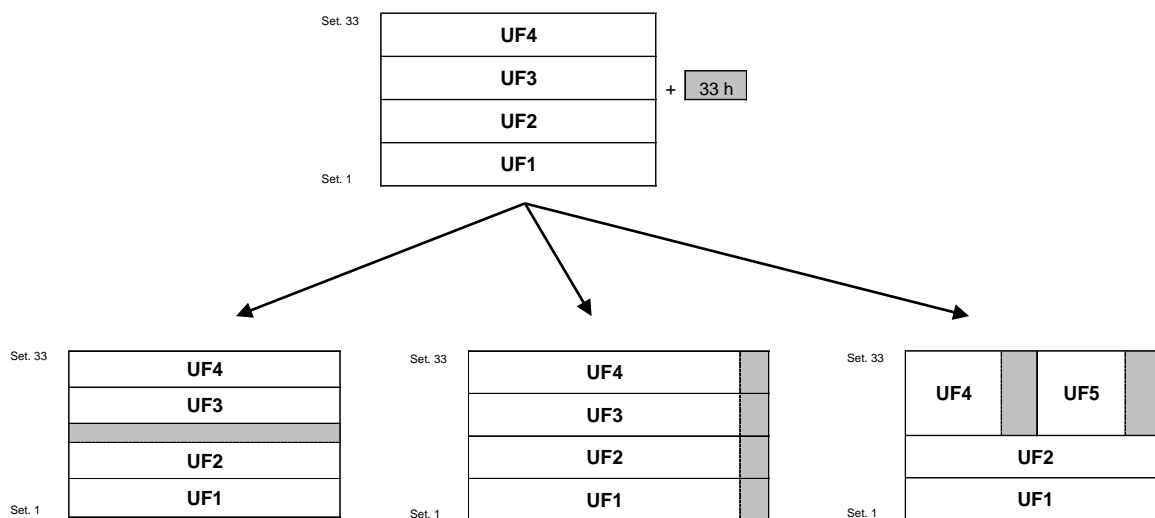 Set. 33
UF4
UF3
+ 33 h
UF2
UF1
Set. 1
Set. 33
UF4
UF3
UF2
UF1
Set. 1
Set. 33
UF4
UF3
UF2
UF1
Set. 1
Set. 33
UF4 UF5
UF2
UF1
Set. 1